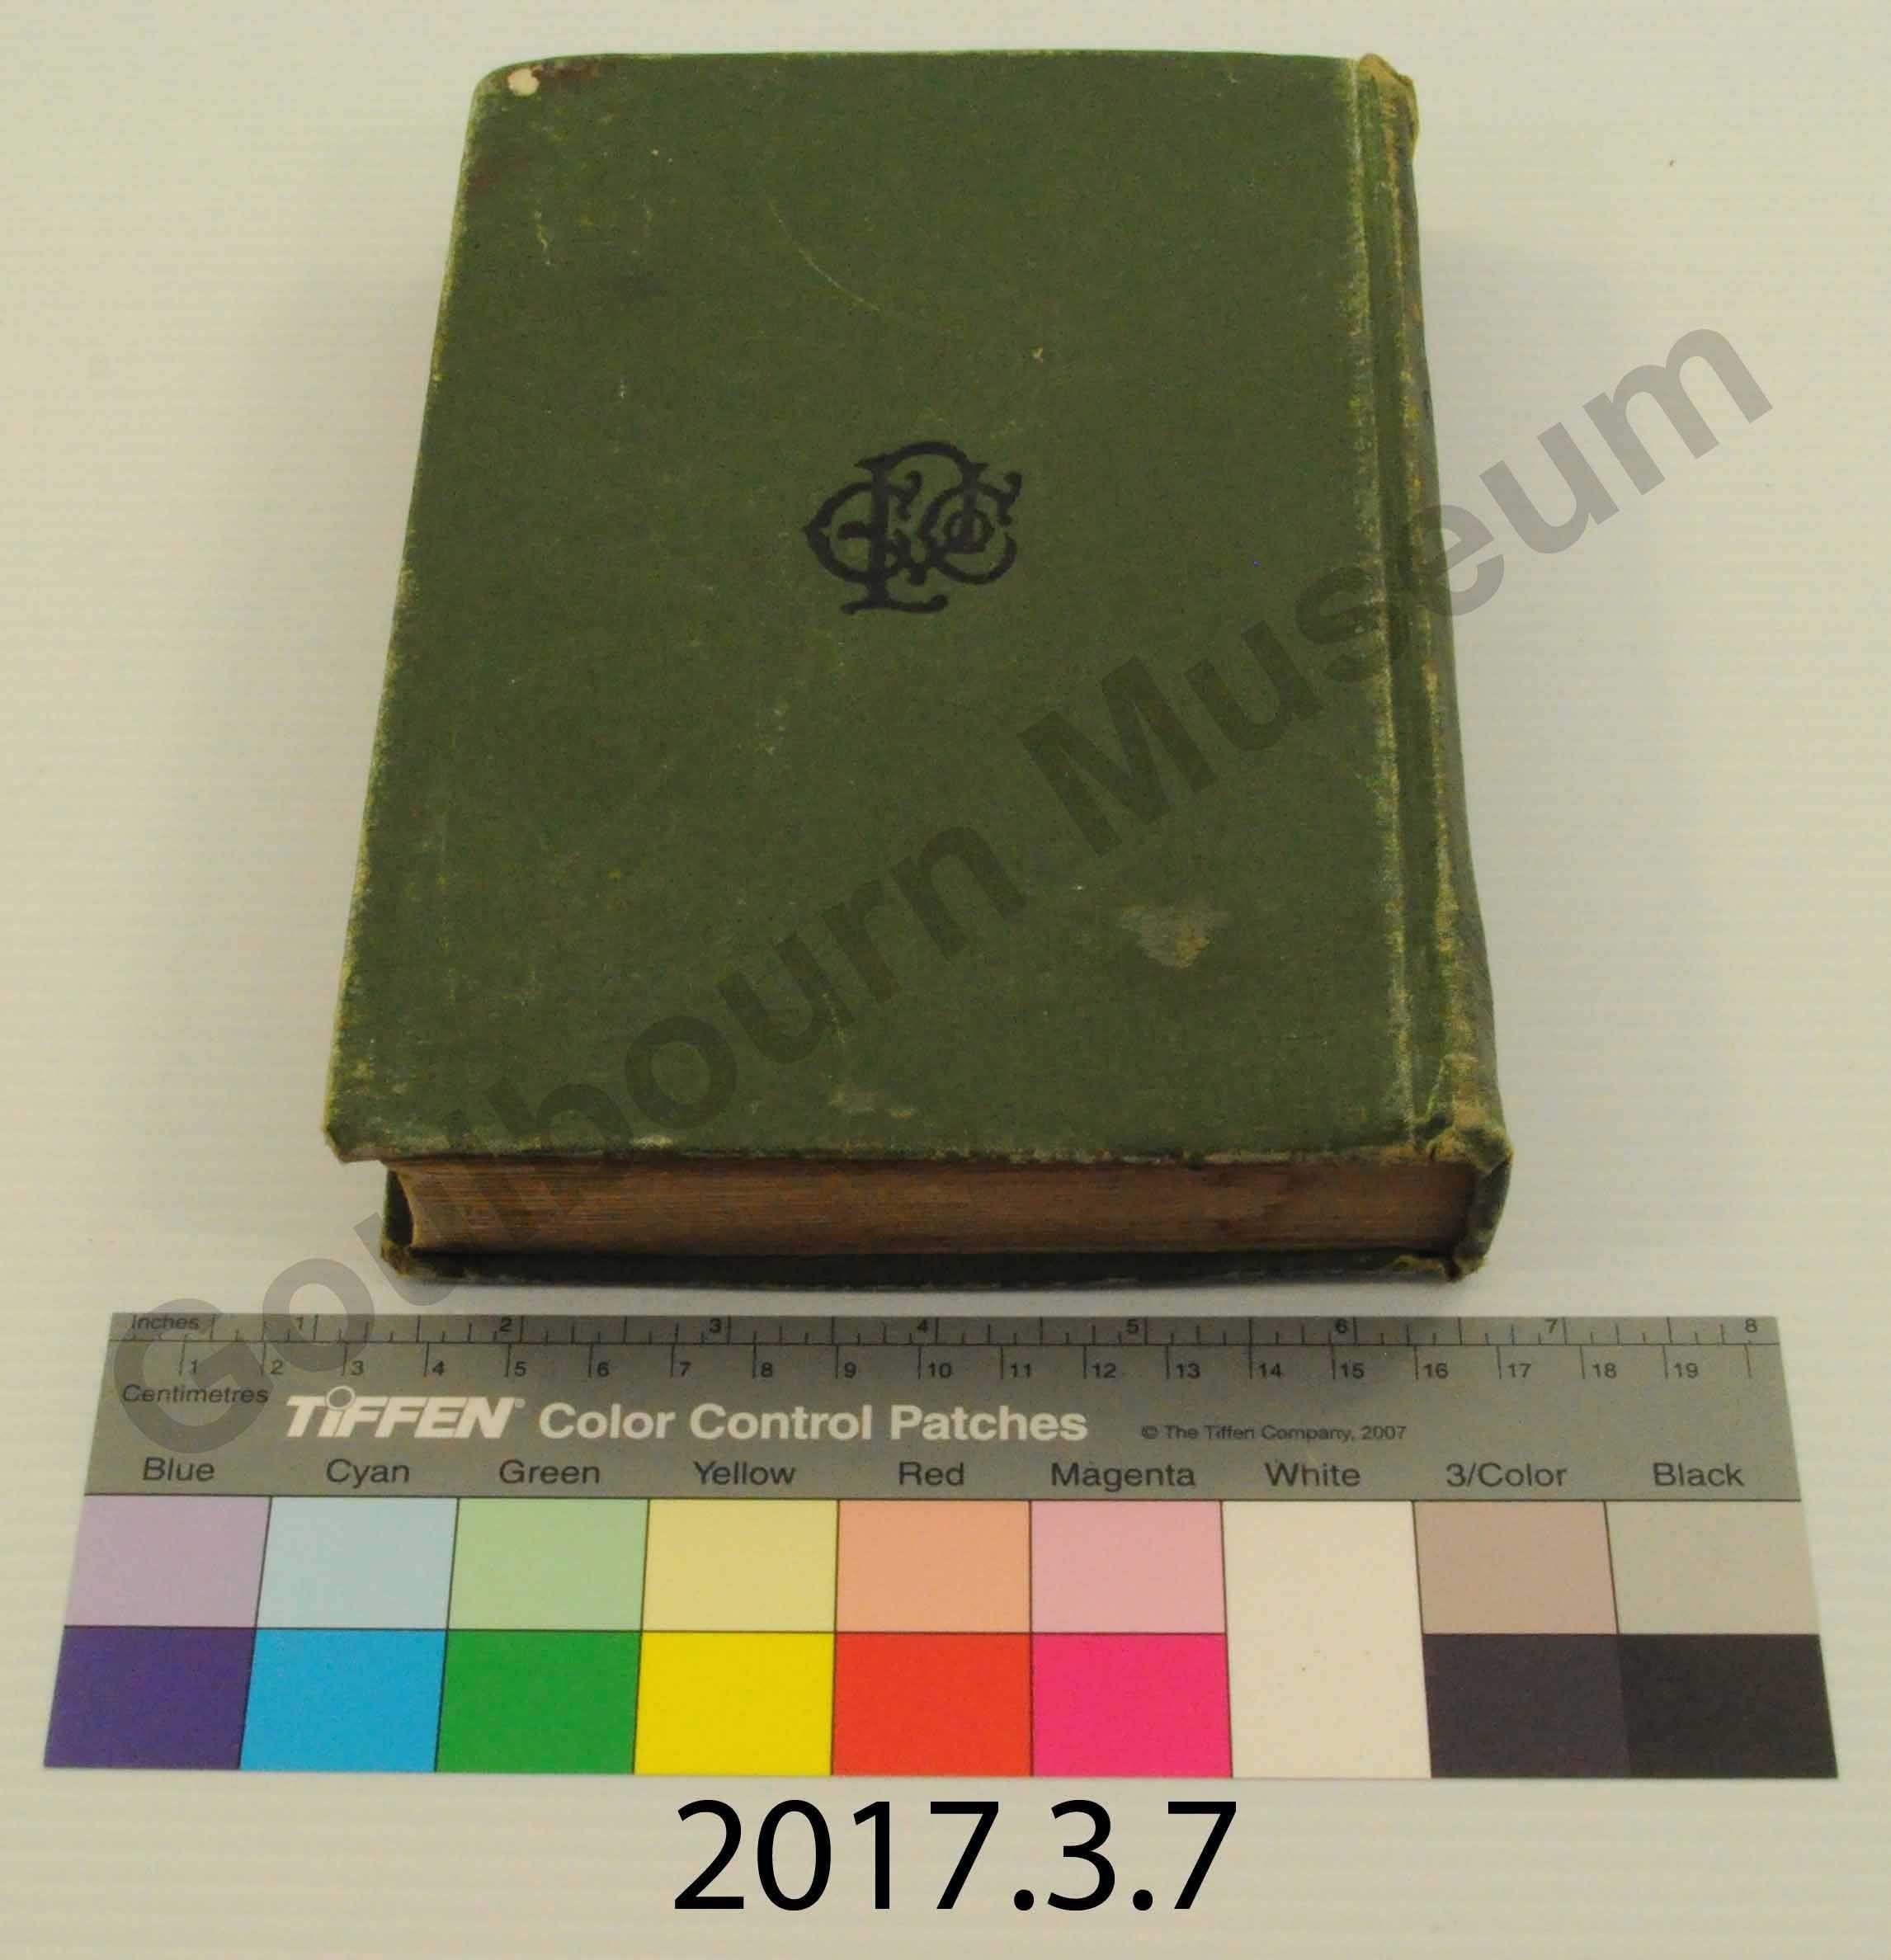 Goulbourn Museum
Inches 1 2 3 4 5 6 7 8
1 2 3 4 5 6 7 8 9 10 11 12 13 14 15 16 17 18 19
Centimetres
TIFFEN Color Control Patches © The Tiffen Company, 2007
Blue Cyan Green Yellow Red Magenta White 3/Color Black
2017.3.7